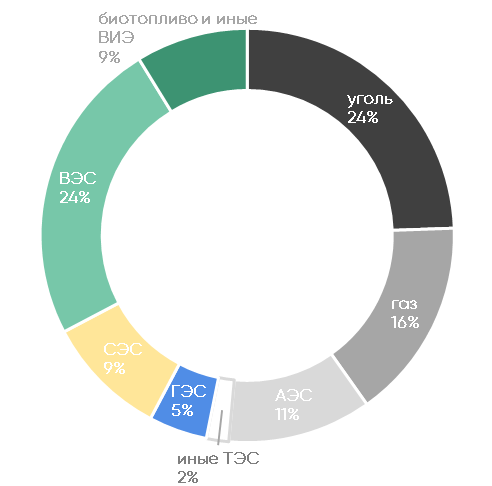 биотопливо и иные
ВИЭ
9%
уголь
24%
ВЭС
24%
газ
16%
СЭС
9%
ГЭС
5%
АЭС
11%
иные ТЭС
2%